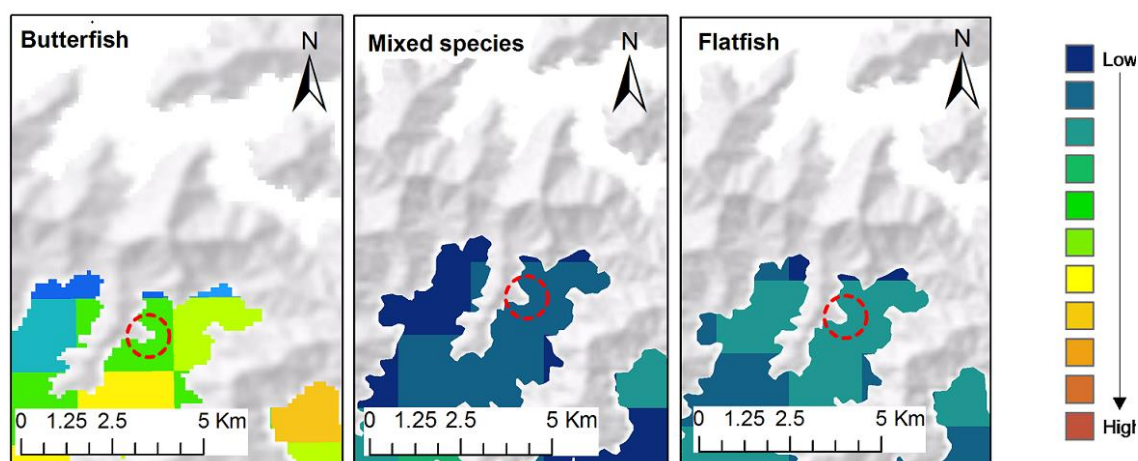 Butterfish
N
0 1.25 2.5 5 Km
Mixed species
N
0 1.25 2.5 5 Km
Flatfish
N
0 1.25 2.5 5 Km
Low
High